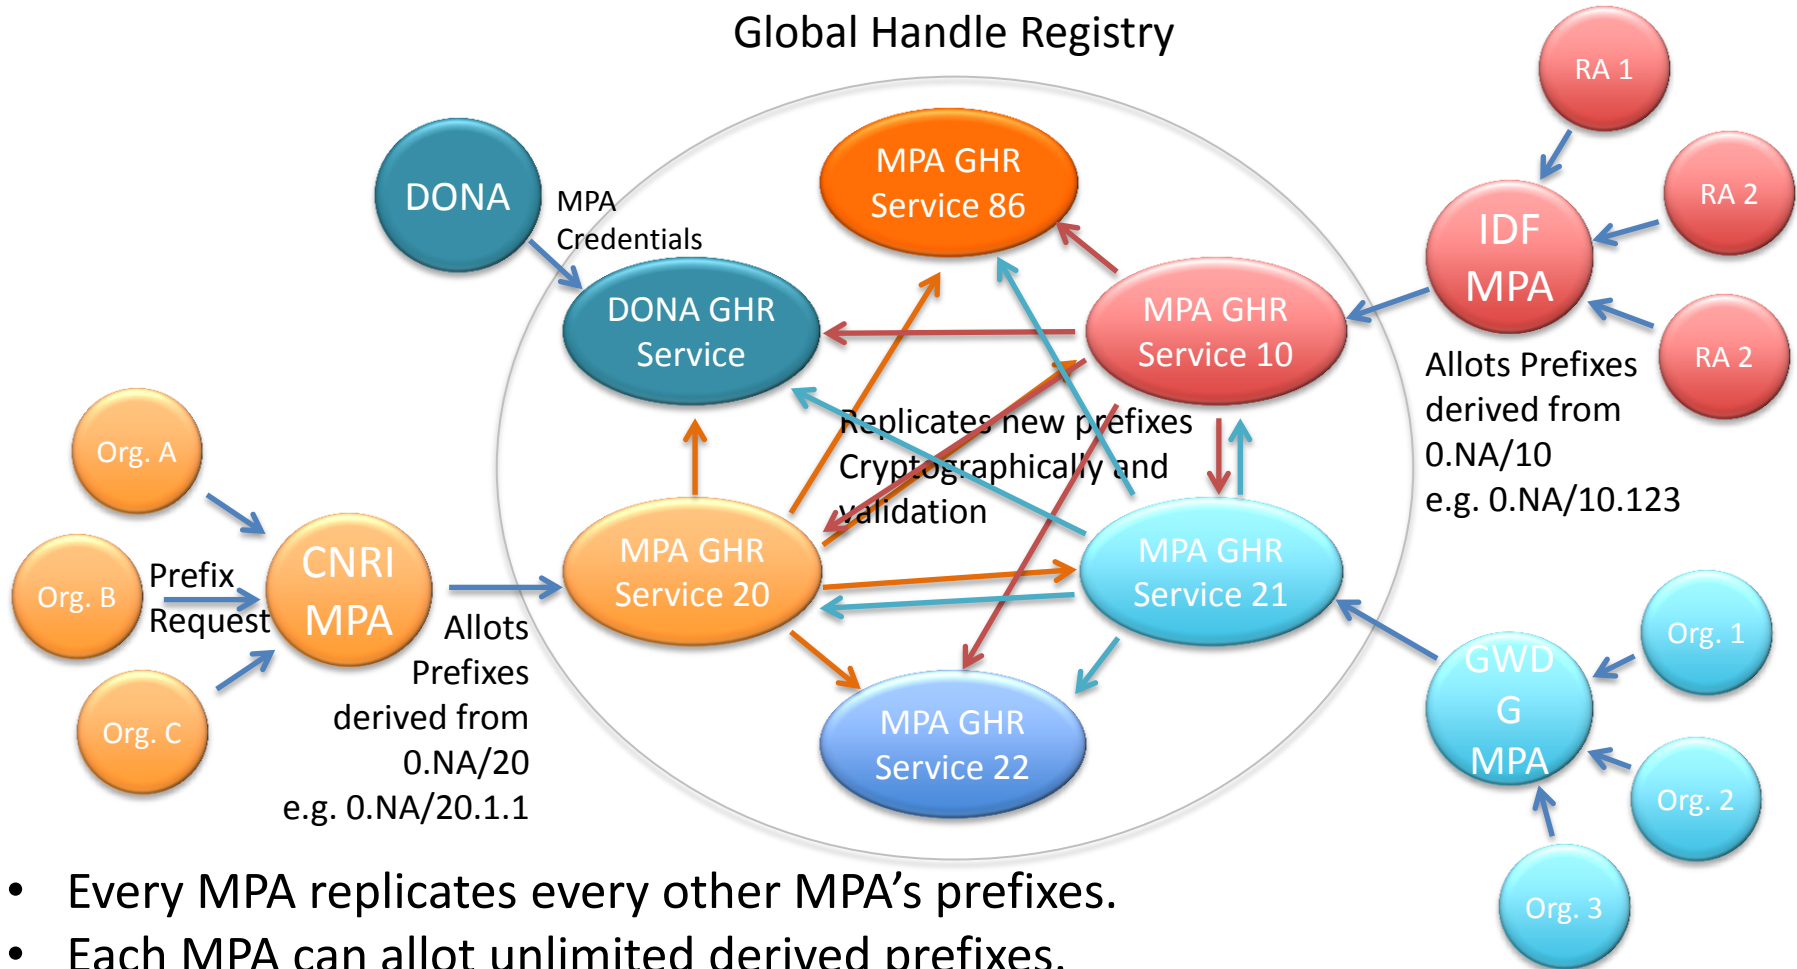 Global Handle Registry
RA 1
MPA GHR
Service 86
DONA
MPA
Credentials
RA 2
IDF
MPA
DONA GHR
Service
MPA GHR
Service 10
RA 2
Allots Prefixes
derived from
0.NA/10
e.g. 0.NA/10.123
Replicates new prefixes
Cryptographically and
validation
Org. A
Org. B
Org. C
Prefix
Request
CNRI
MPA
Allots
Prefixes
derived from
0.NA/20
e.g. 0.NA/20.1.1
MPA GHR
Service 20
MPA GHR
Service 21
MPA GHR
Service 22
GWD
G
MPA
Org. 1
Org. 2
Org. 3
• Every MPA replicates every other MPA’s prefixes.
• Each MPA can allot unlimited derived prefixes.